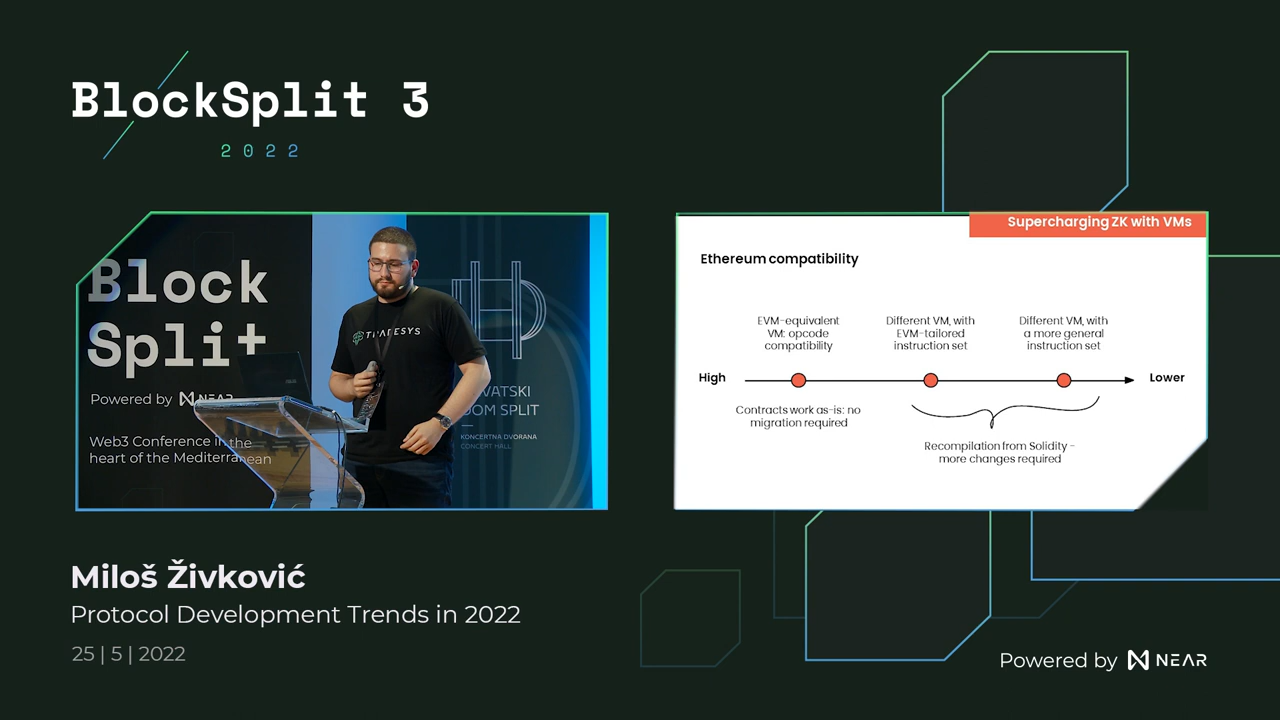 BlockSplit 3
2022
Block
Split
Powered by NEAR
Web3 Conference in the
heart of the Mediterranean
TRADESYS
VATSKI
DOM SPLIT
KONCERTNA DVORANA
CONCERT HALL
Supercharging ZK with VMs
Ethereum compatibility
EVM-equivalent
VM: opcode
compatibility
Different VM, with
EVM-tailored
instruction set
Different VM, with
a more general
instruction set
High
Lower
Contracts work as-is: no
migration required
Recompilation from Solidity -
more changes required
Miloš Živković
Protocol Development Trends in 2022
25 | 5 | 2022
Powered by NEAR